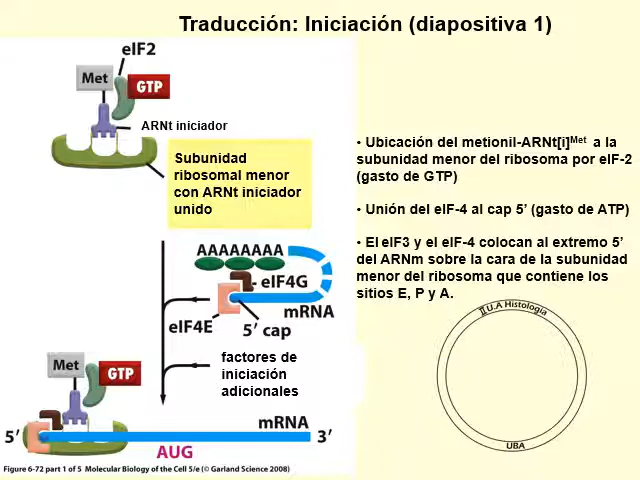 Traducción: Iniciación (diapositiva 1)
eIF2
Met
GTP
ARNt iniciador
Subunidad
ribosomal menor
con ARNt iniciador
unido
• Ubicación del metionil-ARNt[i]Met a la
subunidad menor del ribosoma por eIF-2
(gasto de GTP)
• Unión del eIF-4 al cap 5’ (gasto de ATP)
• El eIF3 y el eIF-4 colocan al extremo 5’
del ARNm sobre la cara de la subunidad
menor del ribosoma que contiene los
sitios E, P y A.
AAAAAAAA
eIF4G
mRNA
eIF4E
5’ cap
factores de
iniciación
adicionales
Met
GTP
mRNA
5’
3’
AUG
Figure 6-72 part 1 of 5 Molecular Biology of the Cell 5/e (© Garland Science 2008)
II U.A Histología
UBA